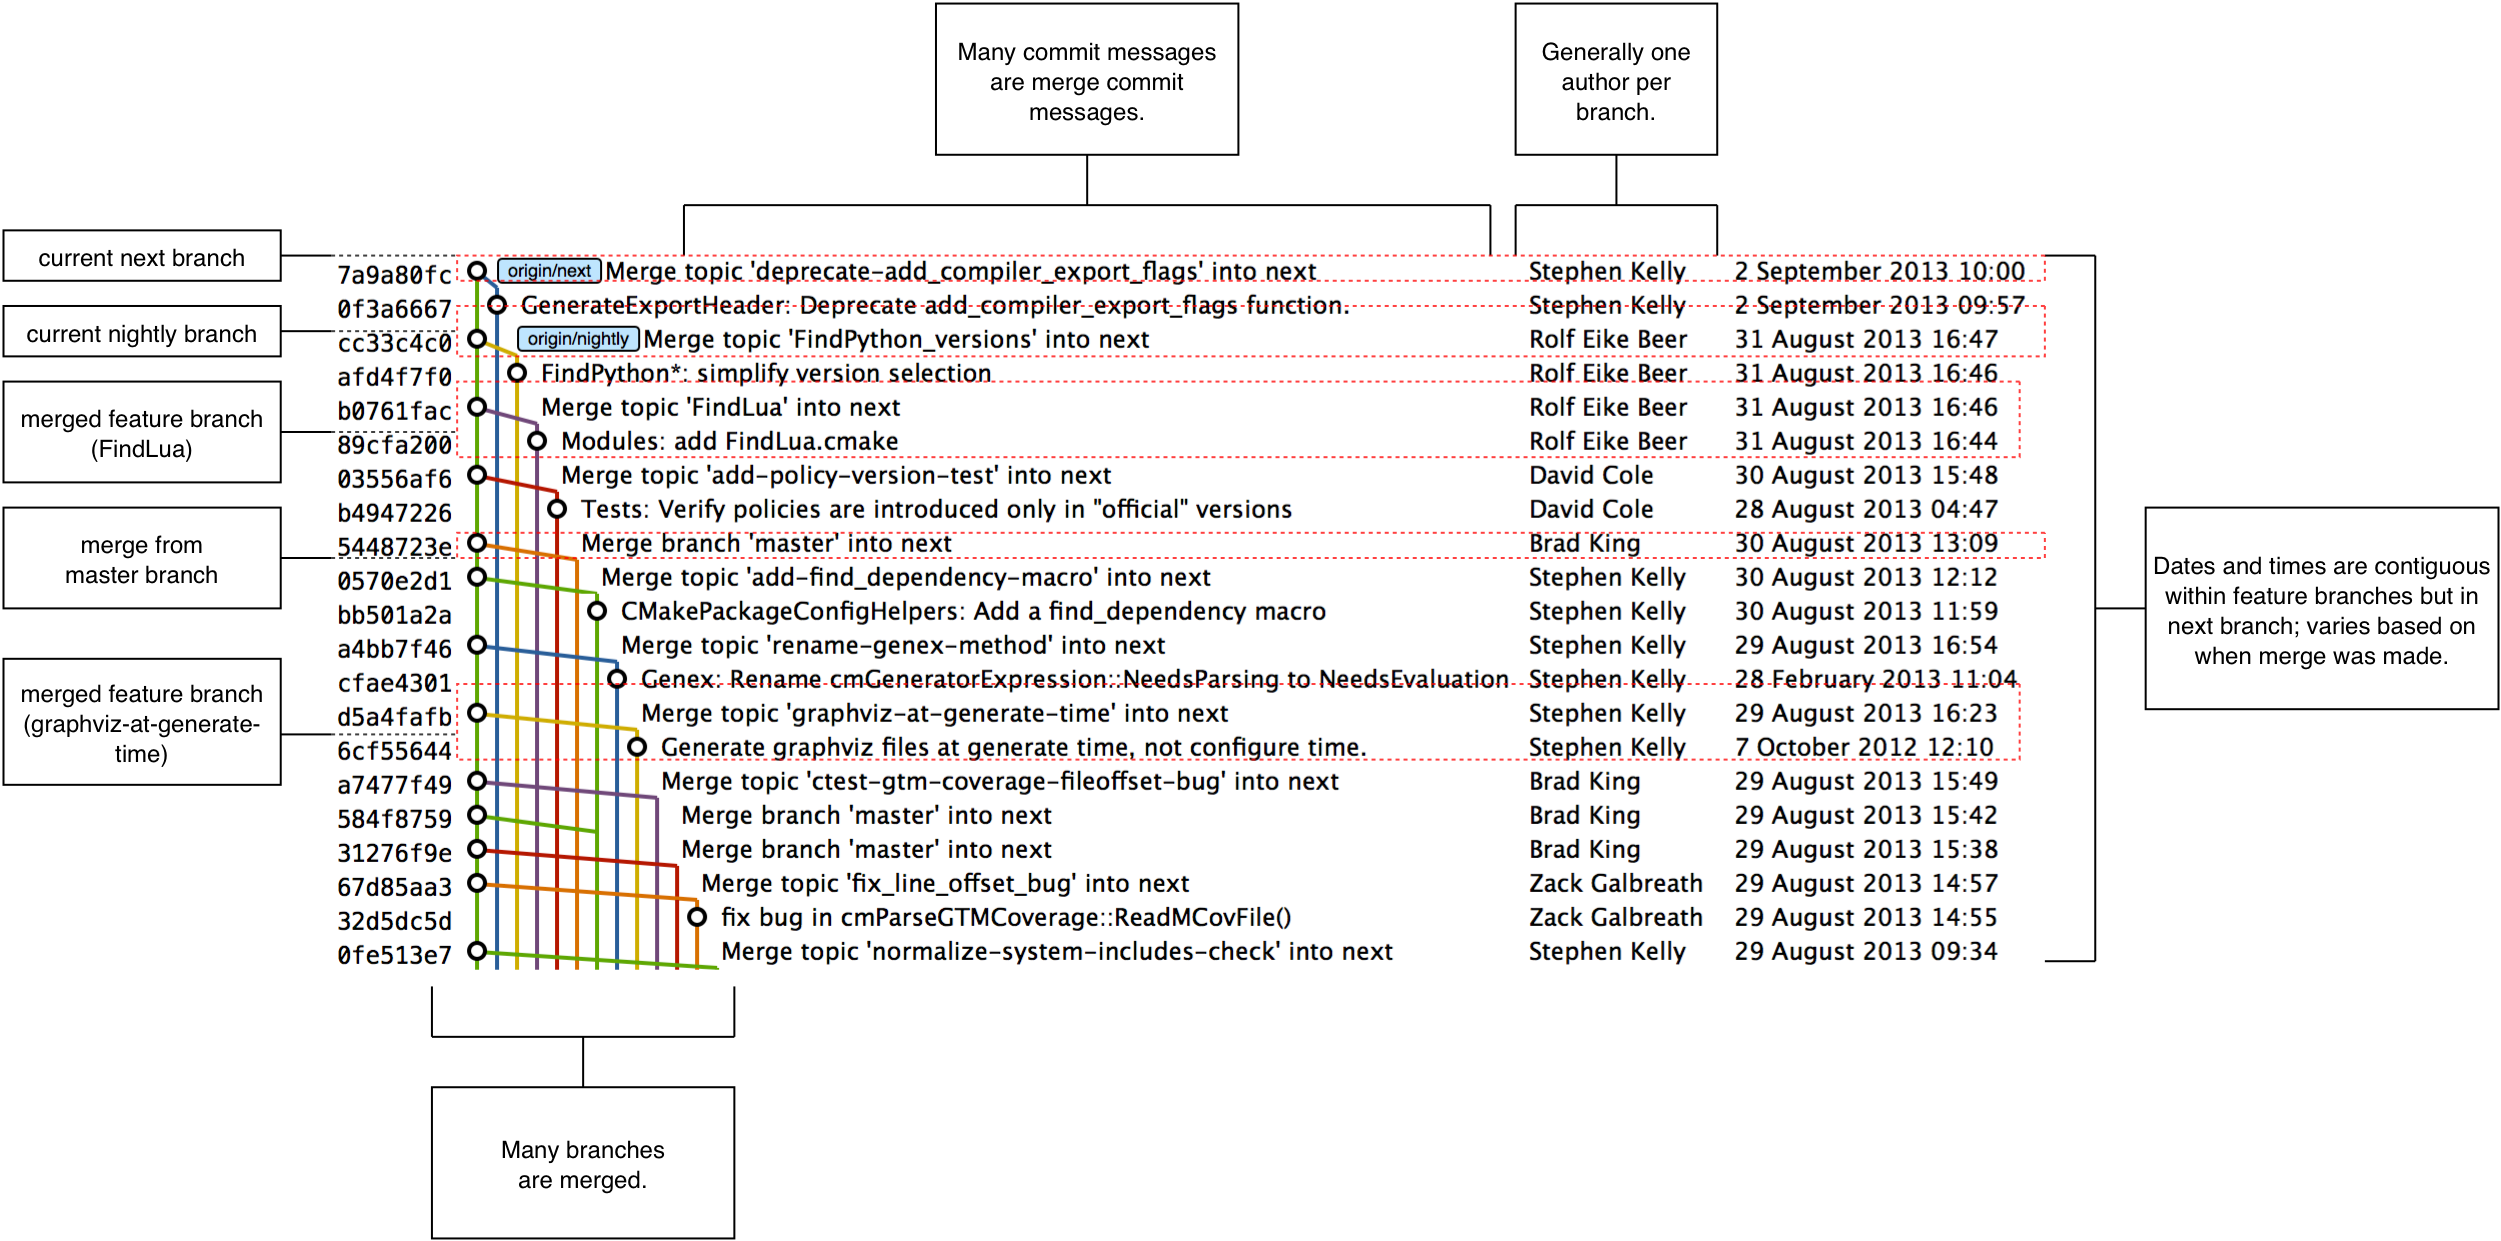 Many commit messages
are merge commit
messages.
Generally one
author per
branch.
current next branch
current nightly branch
merged feature branch
(FindLua)
merge from
master branch
merged feature branch
(graphviz-at-generate-
time)
7a9a80fc origin/next Merge topic 'deprecate-add_compiler_export_flags' into next Stephen Kelly 2 September 2013 10:00
0f3a6667 GenerateExportHeader: Deprecate add_compiler_export_flags function. Stephen Kelly 2 September 2013 09:57
cc33c4c0 origin/nightly Merge topic 'FindPython_versions' into next Rolf Eike Beer 31 August 2013 16:47
afd4f7f0 FindPython*: simplify version selection Rolf Eike Beer 31 August 2013 16:46
b0761fac Merge topic 'FindLua' into next Rolf Eike Beer 31 August 2013 16:46
89cfa200 Modules: add FindLua.cmake Rolf Eike Beer 31 August 2013 16:44
03556af6 Merge topic 'add-policy-version-test' into next David Cole 30 August 2013 15:48
b4947226 Tests: Verify policies are introduced only in "official" versions David Cole 28 August 2013 04:47
5448723e Merge branch 'master' into next Brad King 30 August 2013 13:09
0570e2d1 Merge topic 'add-find_dependency-macro' into next Stephen Kelly 30 August 2013 12:12
bb501a2a CMakePackageConfigHelpers: Add a find_dependency macro Stephen Kelly 30 August 2013 11:59
a4bb7f46 Merge topic 'rename-genex-method' into next Stephen Kelly 29 August 2013 16:54
cfae4301 Genex: Rename cmGeneratorExpression::NeedsParsing to NeedsEvaluation Stephen Kelly 28 February 2013 11:04
d5a4fafb Merge topic 'graphviz-at-generate-time' into next Stephen Kelly 29 August 2013 16:23
6cf55644 Generate graphviz files at generate time, not configure time. Stephen Kelly 7 October 2012 12:10
a7477f49 Merge topic 'ctest-gtm-coverage-fileoffset-bug' into next Brad King 29 August 2013 15:49
584f8759 Merge branch 'master' into next Brad King 29 August 2013 15:42
31276f9e Merge branch 'master' into next Brad King 29 August 2013 15:38
67d85aa3 Merge topic 'fix_line_offset_bug' into next Zack Galbreath 29 August 2013 14:57
32d5dc5d fix bug in cmParseGTMCoverage::ReadMCovFile() Zack Galbreath 29 August 2013 14:55
0fe513e7 Merge topic 'normalize-system-includes-check' into next Stephen Kelly 29 August 2013 09:34
Dates and times are contiguous
within feature branches but in
next branch; varies based on
when merge was made.
Many branches
are merged.